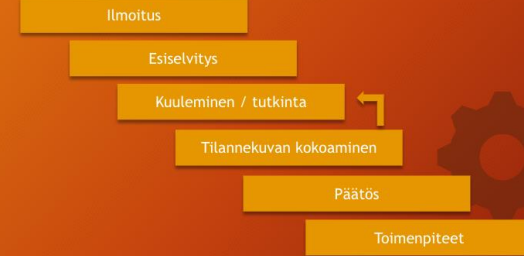 Ilmoitus
Esiselvitys
Kuuleminen / tutkinta
Tilannekuvan kokoaminen
Päätös
Toimenpiteet